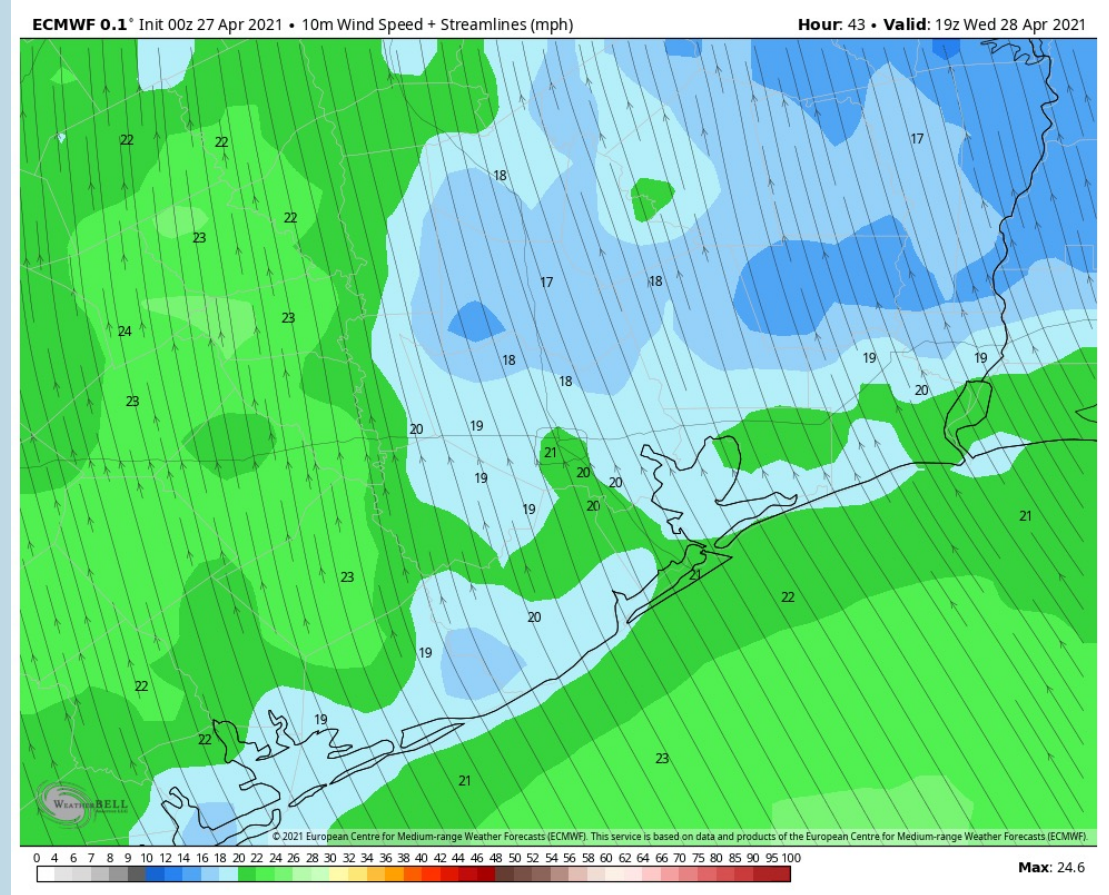 ECMWF 0.1° Init 00z 27 Apr 2021 • 10m Wind Speed + Streamlines (mph) Hour: 43 • Valid: 19z Wed 28 Apr 2021
22 22 17
18
22
23
17 18
24 23
18 19 19
18
23 20
20 19
21
19 20 20
19 20
21
23 21
22
20
19
22
19
22
23
21
WEATHERBELL
© 2021 European Centre for Medium-range Weather Forecasts (ECMWF). This service is based on data and products of the European Centre for Medium-range Weather Forecasts (ECMWF).
0 4 6 7 8 9 10 12 14 16 18 20 22 24 26 28 30 32 34 36 38 40 42 44 46 48 50 52 54 56 58 60 62 64 66 70 75 80 85 90 95 100
Max: 24.6